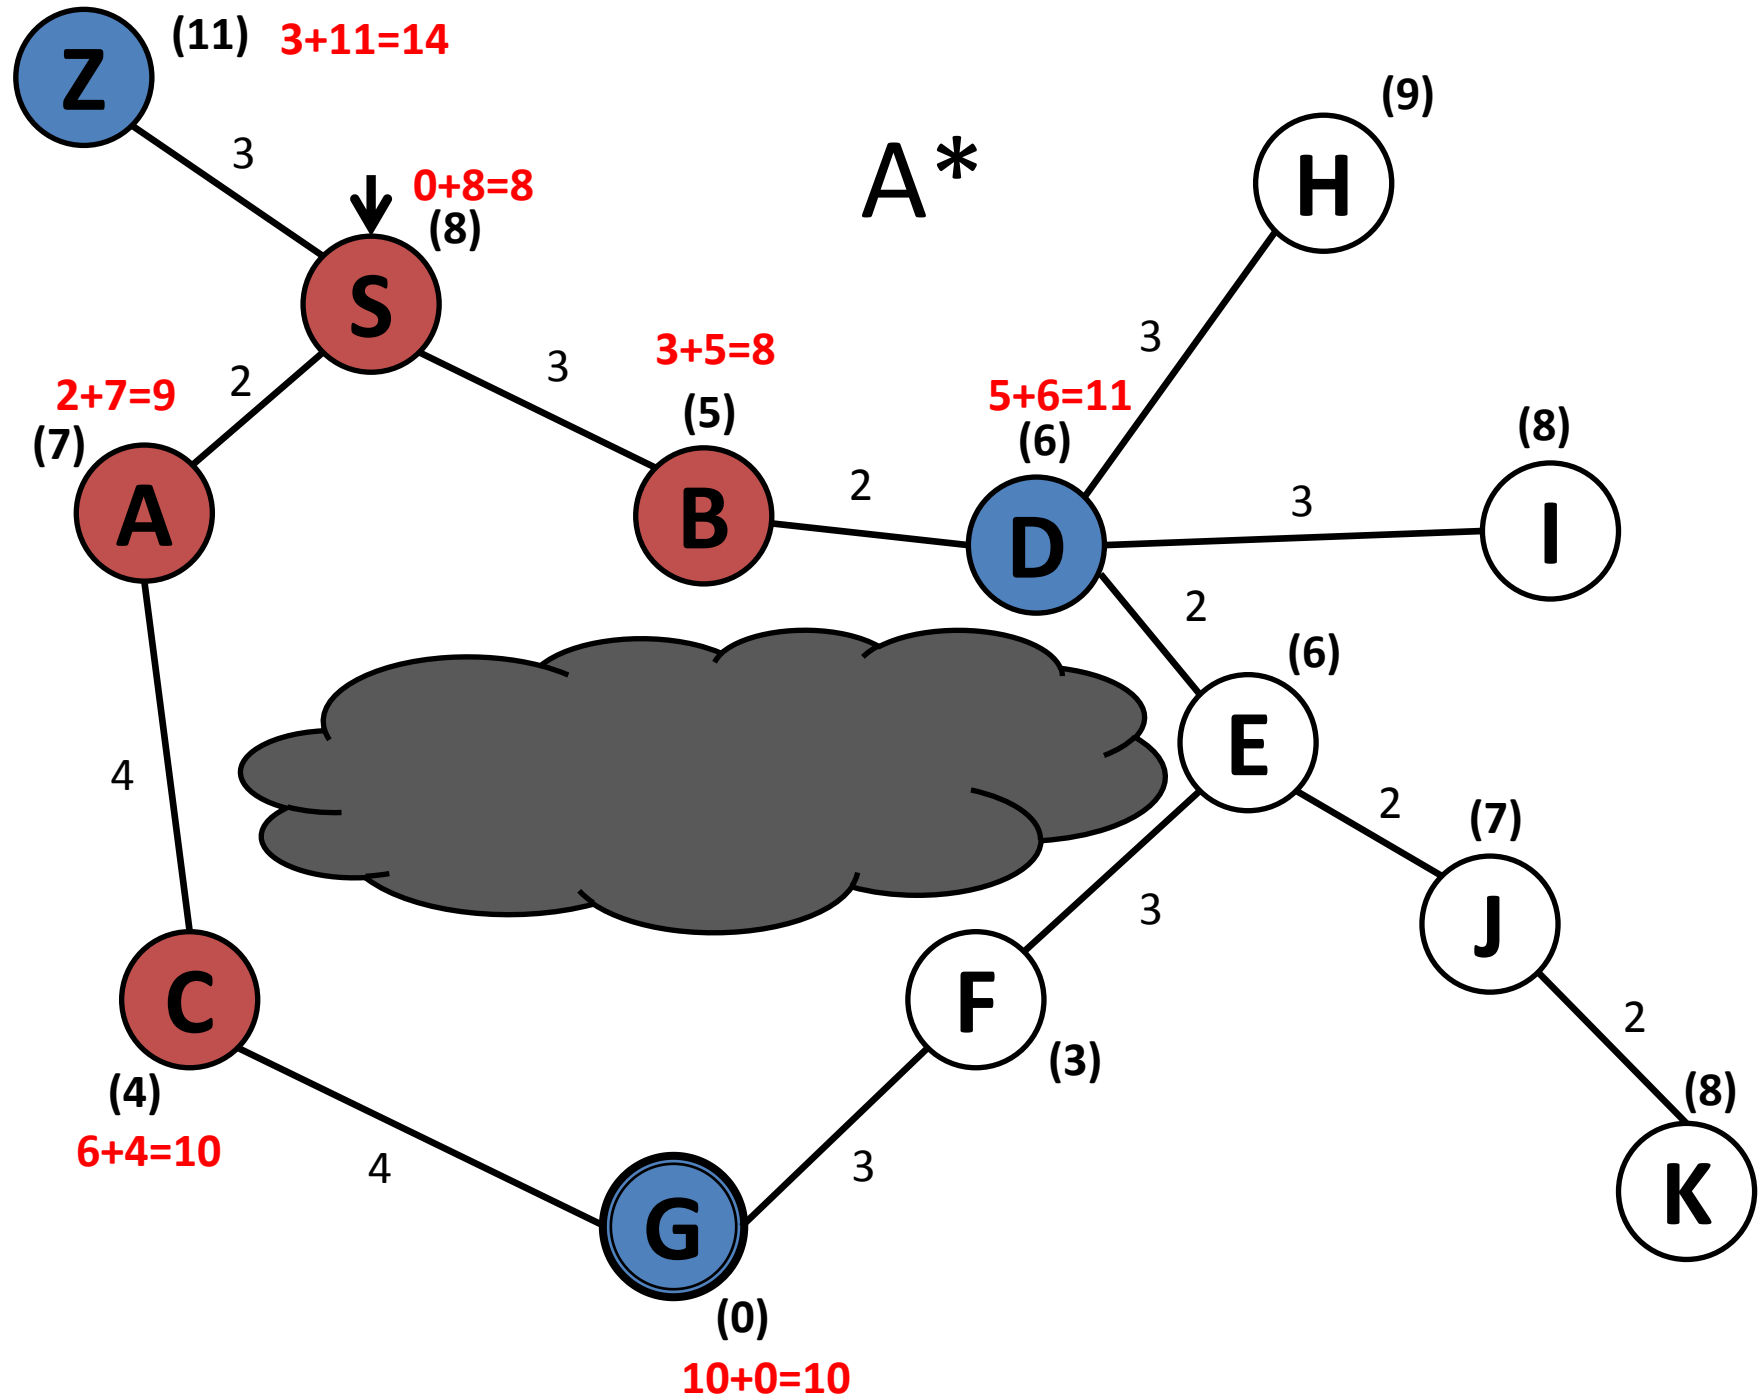 Z
(11)
3+11=14
(9)
H
A*
3
0+8=8
(8)
S
3
3
3+5=8
(5)
2+7=9
2
(7)
A
5+6=11
(6)
(8)
B
2
D
3
I
2
(6)
E
4
2
(7)
3
J
C
F
2
(4)
6+4=10
(3)
(8)
4
3
G
K
(0)
10+0=10